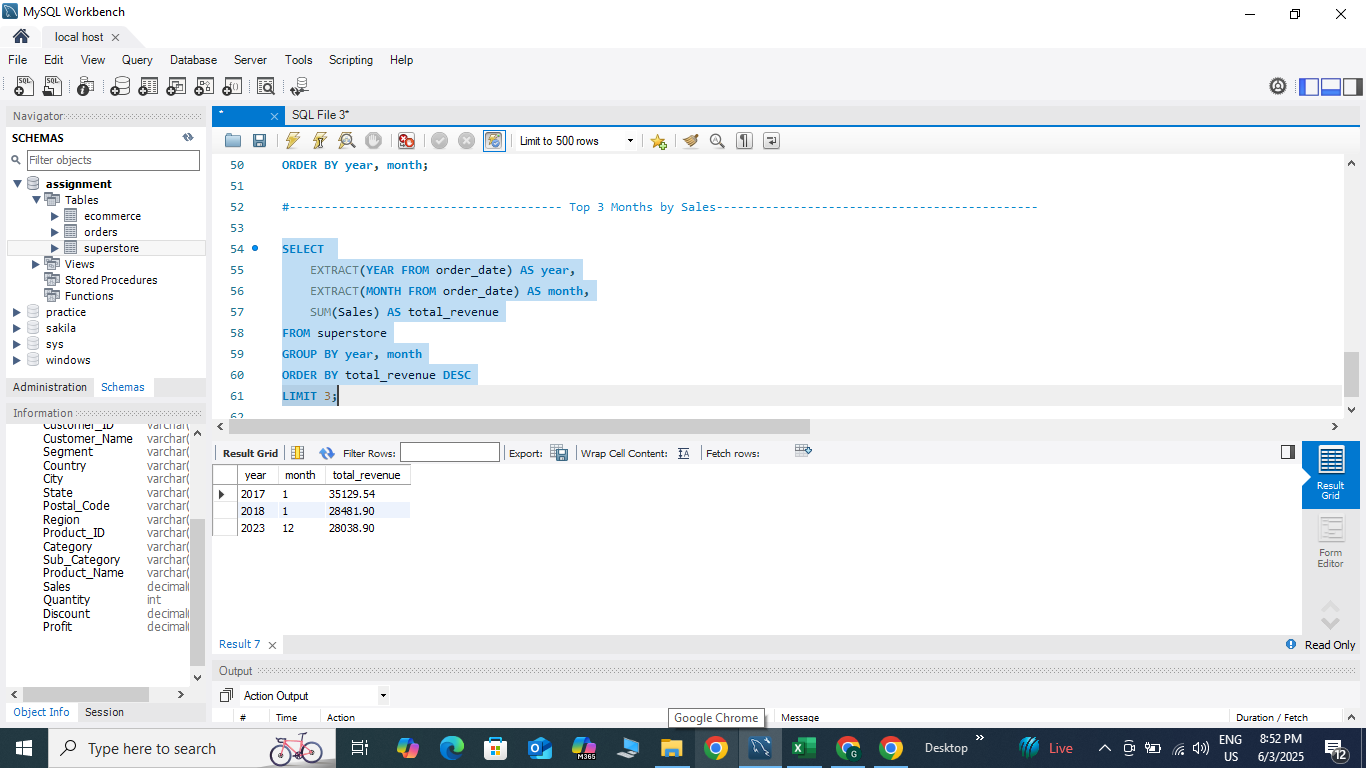 MySQL Workbench
local host
File Edit View Query Database Server Tools Scripting Help
Navigator
SCHEMAS
Filter objects
assignment
Tables
ecommerce
orders
superstore
Views
Stored Procedures
Functions
practice
sakila
sys
windows
Administration Schemas
Information
Customer_ID varchar(
Customer_Name varchar(
Segment varchar(
Country varchar(
City varchar(
State varchar(
Postal_Code varchar(
Region varchar(
Product_ID varchar(
Category varchar(
Sub_Category varchar(
Product_Name varchar(
Sales decimal(
Quantity int
Discount decimal(
Profit decimal(
Object Info Session
* SQL File 3*
Limit to 500 rows
50 ORDER BY year, month;
51
52 #-------------------------------------- Top 3 Months by Sales---------------------------------------------
53
54 SELECT
55 EXTRACT(YEAR FROM order_date) AS year,
56 EXTRACT(MONTH FROM order_date) AS month,
57 SUM(Sales) AS total_revenue
58 FROM superstore
59 GROUP BY year, month
60 ORDER BY total_revenue DESC
61 LIMIT 3;
62
Result Grid Filter Rows: Export: Wrap Cell Content: Fetch rows:
year month total_revenue
2017 1 35129.54
2018 1 28481.90
2023 12 28038.90
Result Grid
Form Editor
Result 7
Read Only
Output
Action Output
# Time Action Message Duration / Fetch
Google Chrome
Type here to search
M365
Desktop
Live
ENG
US
8:52 PM
6/3/2025
12